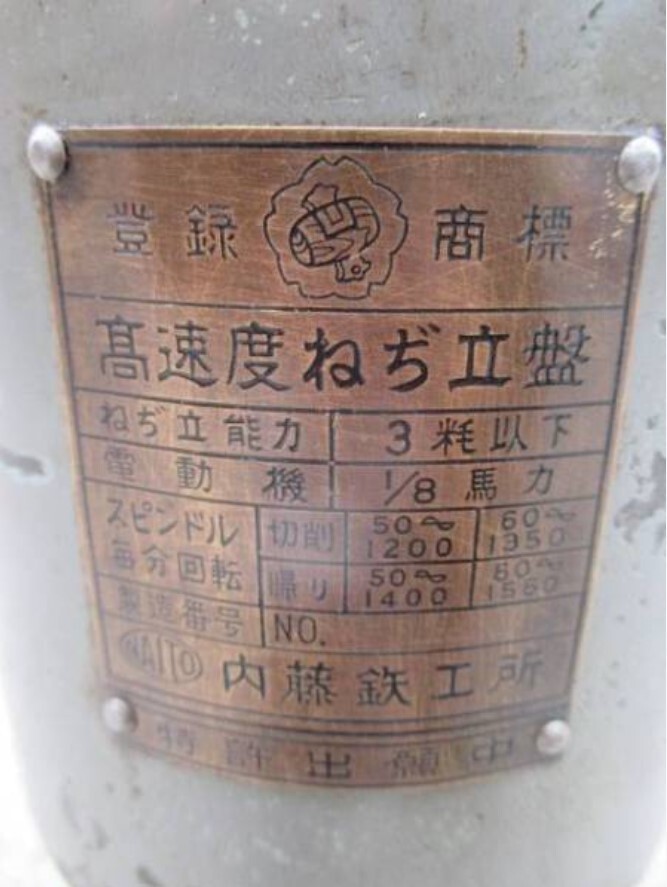 登録 商標
髙速度ねぢ立盤
ねぢ立能力 3粍以下
電動機 1/8馬力
スピンドル毎分回転 切削 50〜1200 60〜1350
帰り 50〜1400 60〜1550
製造番号 NO.
NAITO 内藤鉄工所
特許出願中